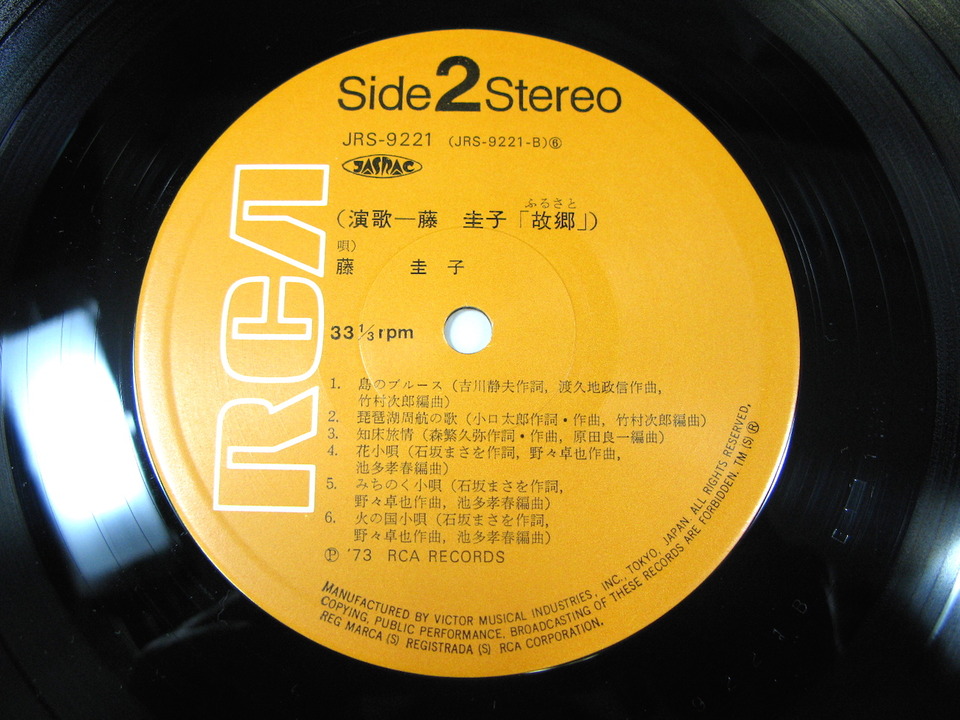 Side 2 Stereo
JRS-9221 (JRS-9221-B)⑥
JASRAC
RCA
ふるさと
(演歌—藤 圭子「故郷」)
唄)
藤 圭子
33 1/3 rpm
1. 島のブルース (吉川静夫作詞, 渡久地政信作曲,
竹村次郎編曲)
2. 琵琶湖周航の歌 (小口太郎作詞・作曲, 竹村次郎編曲)
3. 知床旅情 (森繁久弥作詞・作曲, 原田良一編曲)
4. 花小唄 (石坂まさを作詞, 野々卓也作曲,
池多孝春編曲)
5. みちのく小唄 (石坂まさを作詞,
野々卓也作曲, 池多孝春編曲)
6. 火の国小唄 (石坂まさを作詞,
野々卓也作曲, 池多孝春編曲)
Ⓟ '73 RCA RECORDS
MANUFACTURED BY VICTOR MUSICAL INDUSTRIES, INC., TOKYO, JAPAN. ALL RIGHTS RESERVED.
COPYING, PUBLIC PERFORMANCE, BROADCASTING OF THESE RECORDS ARE FORBIDDEN. TM (S) ®
REG MARCA (S) REGISTRADA (S) RCA CORPORATION.